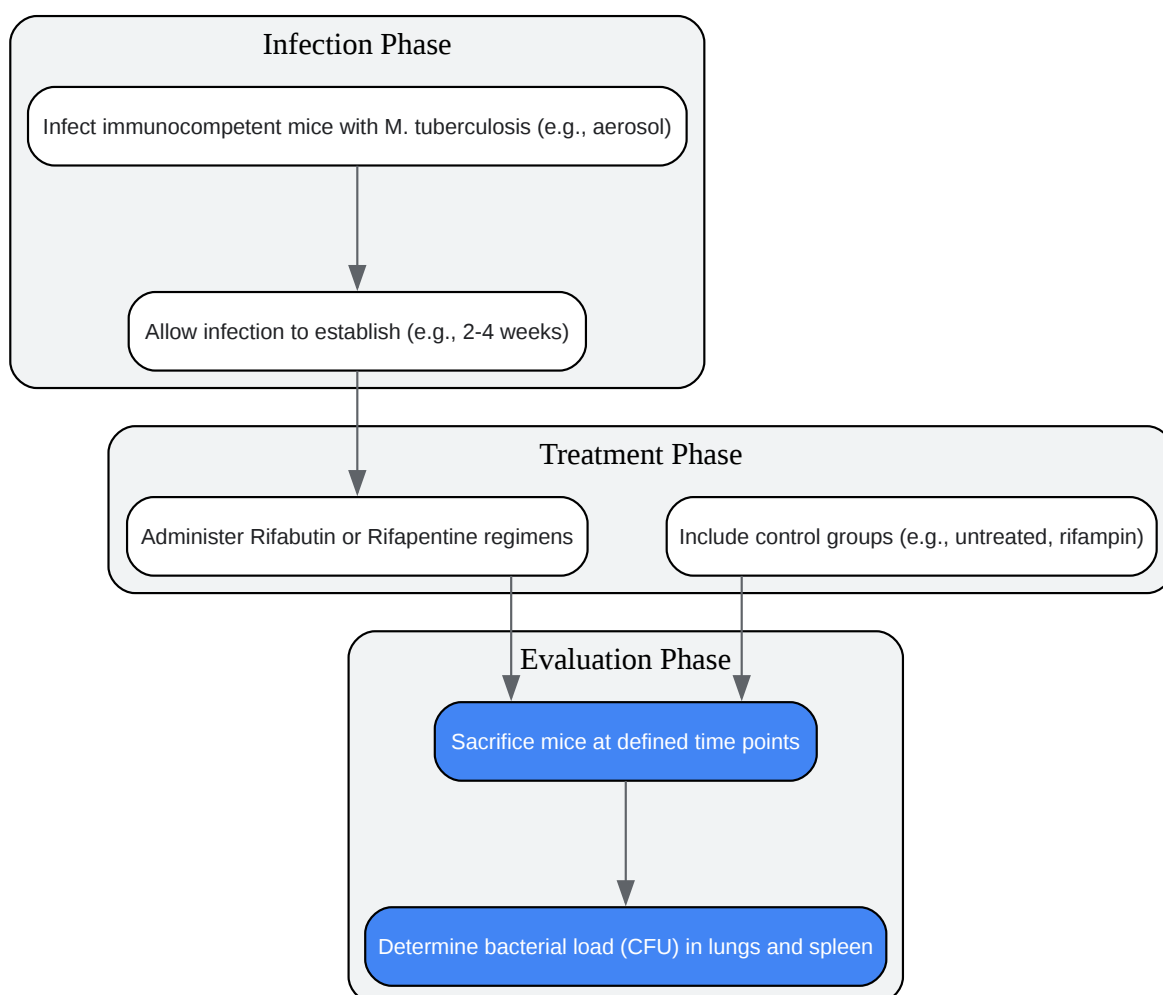 Infection Phase
Infect immunocompetent mice with M. tuberculosis (e.g., aerosol)
Allow infection to establish (e.g., 2-4 weeks)
Treatment Phase
Administer Rifabutin or Rifapentine regimens
Include control groups (e.g., untreated, rifampin)
Evaluation Phase
Sacrifice mice at defined time points
Determine bacterial load (CFU) in lungs and spleen